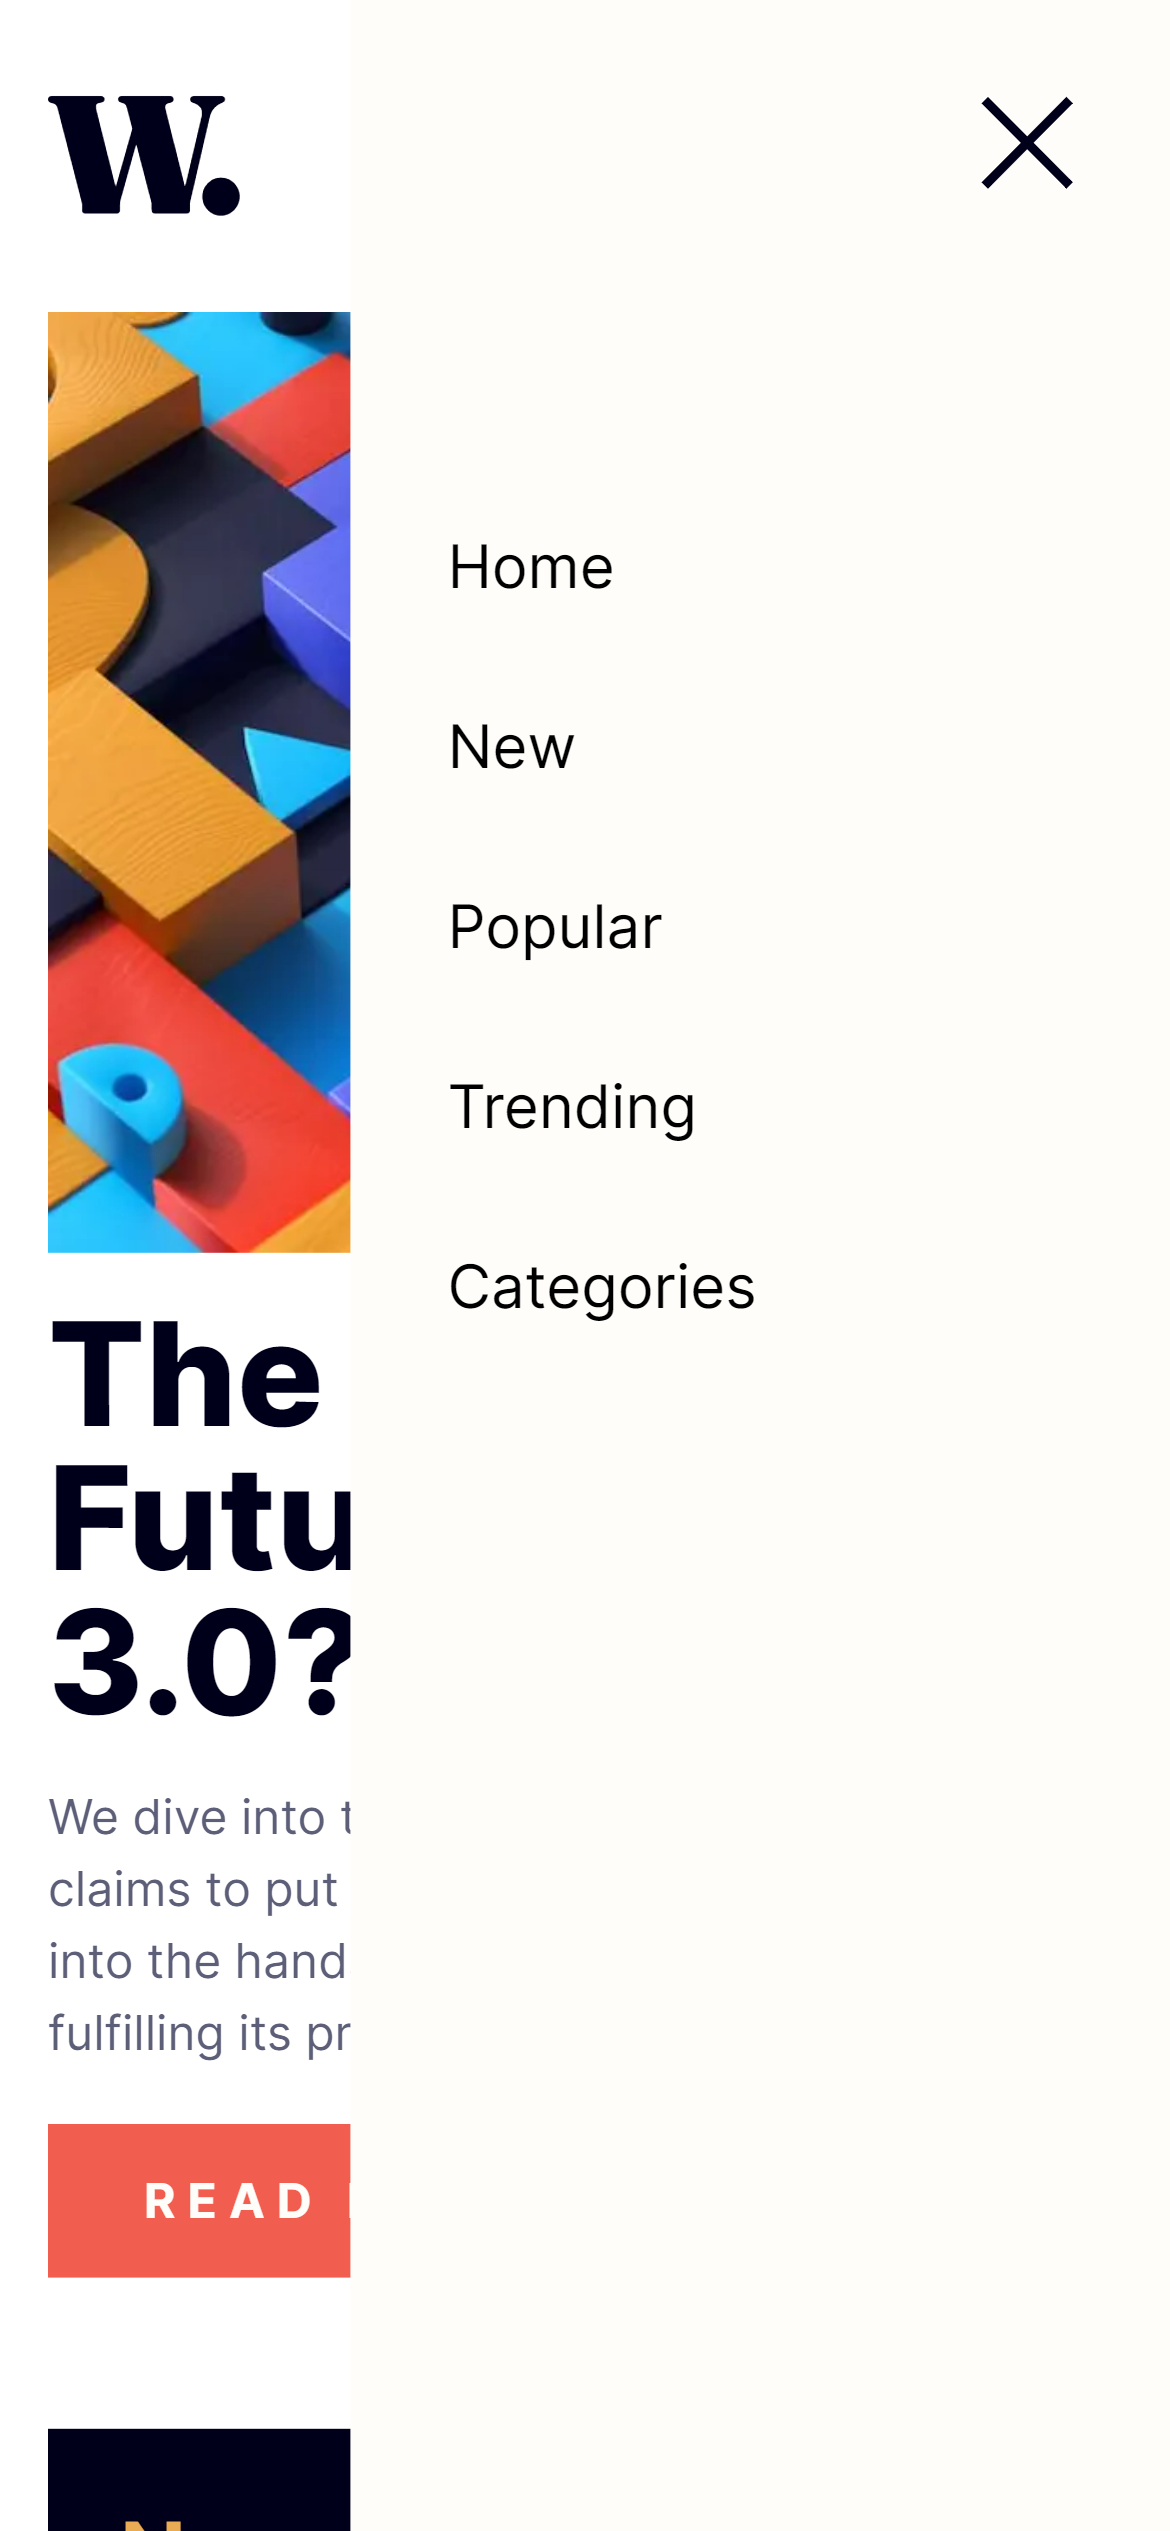 W.
Home
New
Popular
Trending
Categories
The
Futu
3.0?
We dive into t
claims to put
into the hand
fulfilling its pr
READ